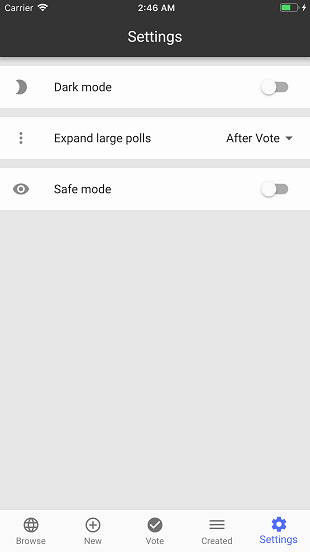 Carrier 2:46 AM
Settings
Dark mode
Expand large polls After Vote
Safe mode
Browse New Vote Created Settings